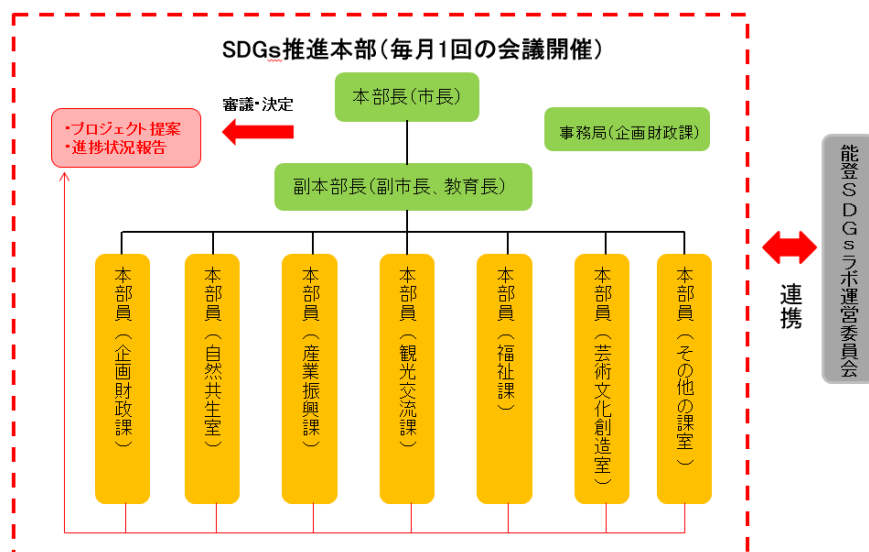 SDGs推進本部(毎月1回の会議開催)
本部長(市長)
審議・決定
・プロジェクト提案
・進捗状況報告
事務局(企画財政課)
副本部長(副市長、教育長)
本部員(企画財政課)
本部員(自然共生室)
本部員(産業振興課)
本部員(観光交流課)
本部員(福祉課)
本部員(芸術文化創造室)
本部員(その他の課室)
連携
能登SDGsラボ運営委員会